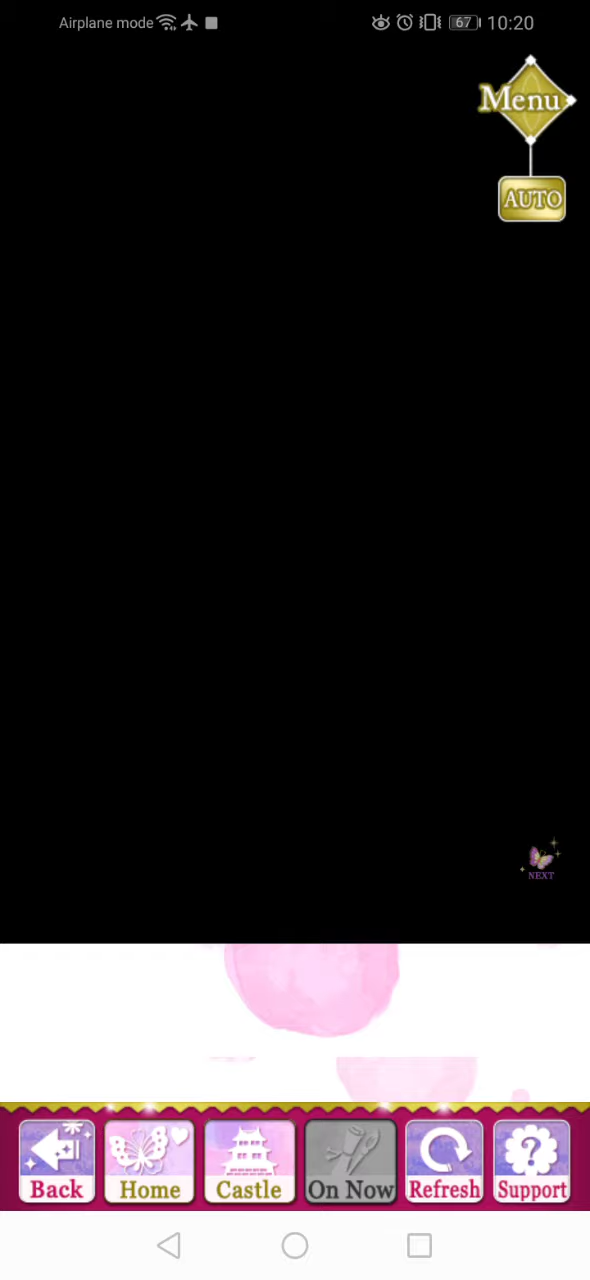 Airplane mode 67 10:20
Menu
AUTO
NEXT
Back Home Castle On Now Refresh Support